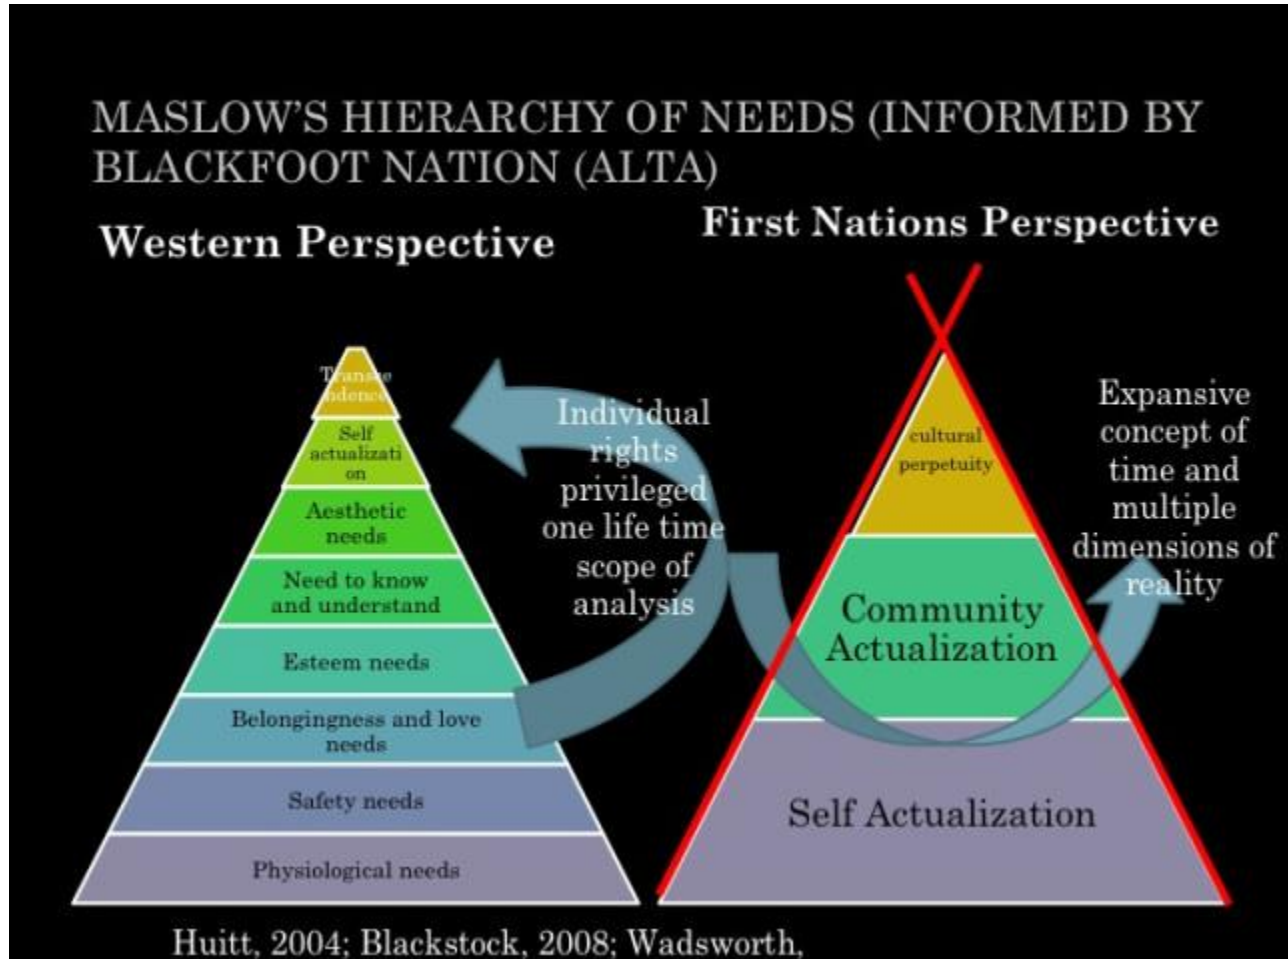 MASLOW'S HIERARCHY OF NEEDS (INFORMED BY
BLACKFOOT NATION (ALTA)
Western Perspective
Transce
ndence
Self
actualizati
on
Aesthetic
needs
Need to know
and understand
Esteem needs
Belongingness and love
needs
Safety needs
Physiological needs
Individual
rights
privileged
one life time
scope of
analysis
First Nations Perspective
cultural
perpetuity
Community
Actualization
Self Actualization
Expansive
concept of
time and
multiple
dimensions of
reality
Huitt, 2004; Blackstock, 2008; Wadsworth,